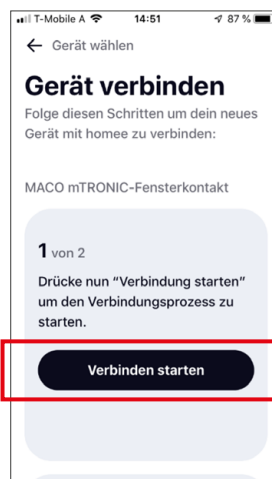 T-Mobile A 14:51 87 %
← Gerät wählen
Gerät verbinden
Folge diesen Schritten um dein neues
Gerät mit homee zu verbinden:
MACO mTRONIC-Fensterkontakt
1 von 2
Drücke nun “Verbindung starten”
um den Verbindungsprozess zu
starten.
Verbinden starten